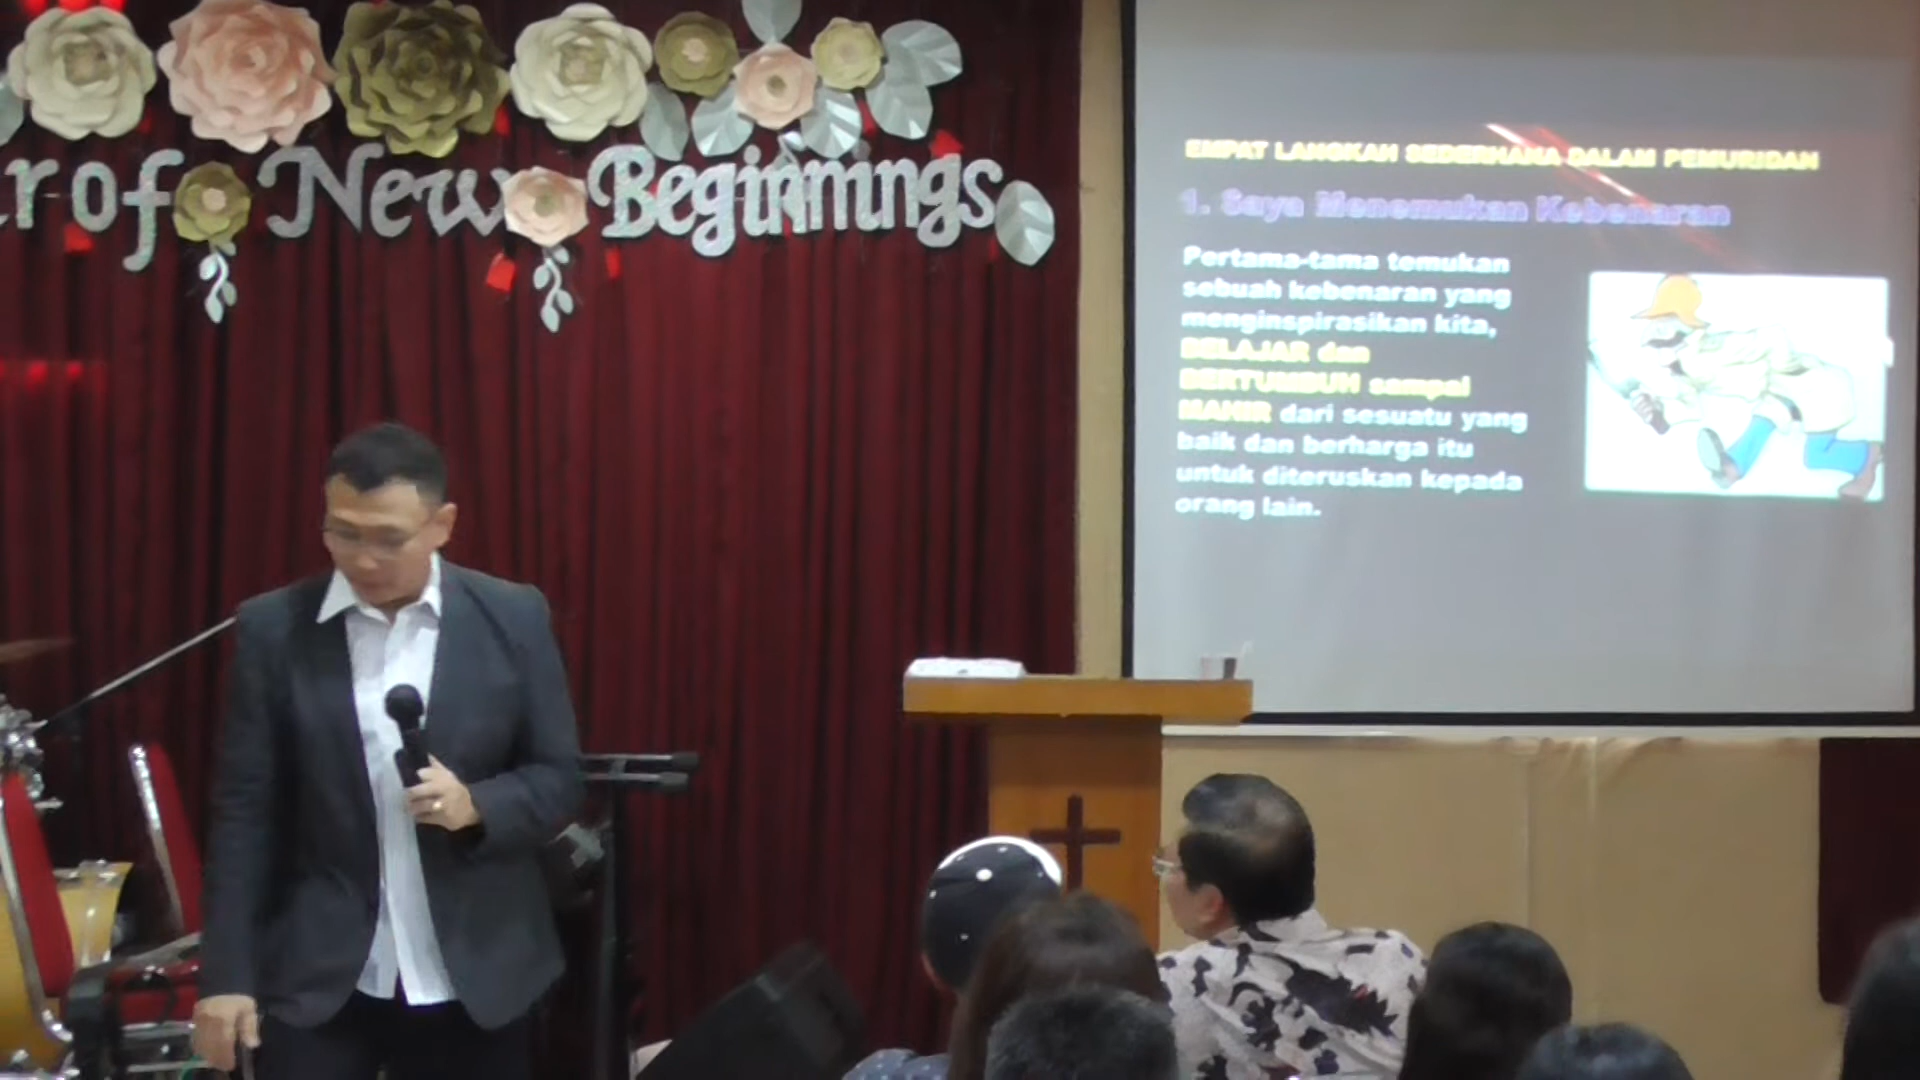 r of New Beginnings
EMPAT LANGKAH SEDERHANA DALAM PEMURIDAN
1. Saya Menemukan Kebenaran
Pertama-tama temukan
sebuah kebenaran yang
menginspirasikan kita,
BELAJAR dan
BERTUMBUH sampai
MAHIR dari sesuatu yang
baik dan berharga itu
untuk diteruskan kepada
orang lain.